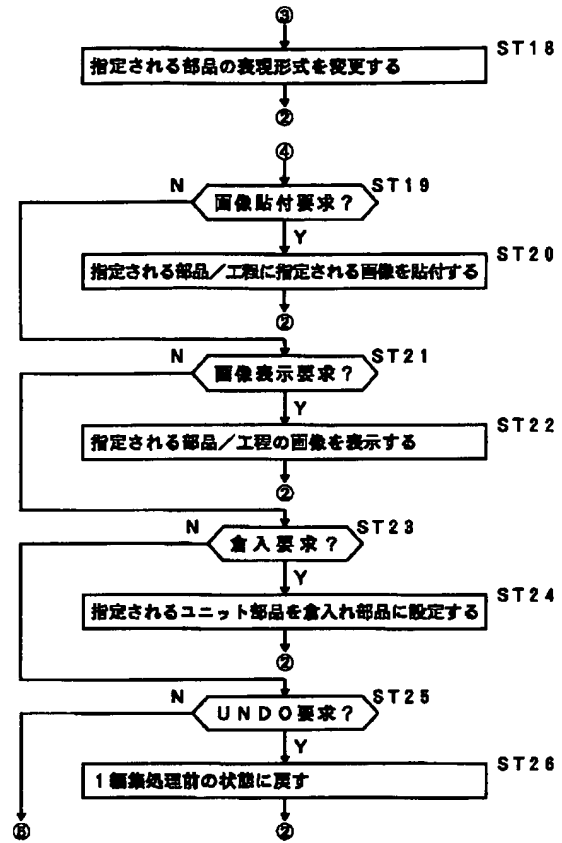 ③
ST18
指定される部品の表現形式を変更する
②
④
N
ST19
画像貼付要求？
Y
ST20
指定される部品／工程に指定される画像を貼付する
②
N
ST21
画像表示要求？
Y
ST22
指定される部品／工程の画像を表示する
②
N
ST23
倉入要求？
Y
ST24
指定されるユニット部品を倉入れ部品に設定する
②
N
ST25
UNDO要求？
Y
ST26
1編集処理前の状態に戻す
⑤
②